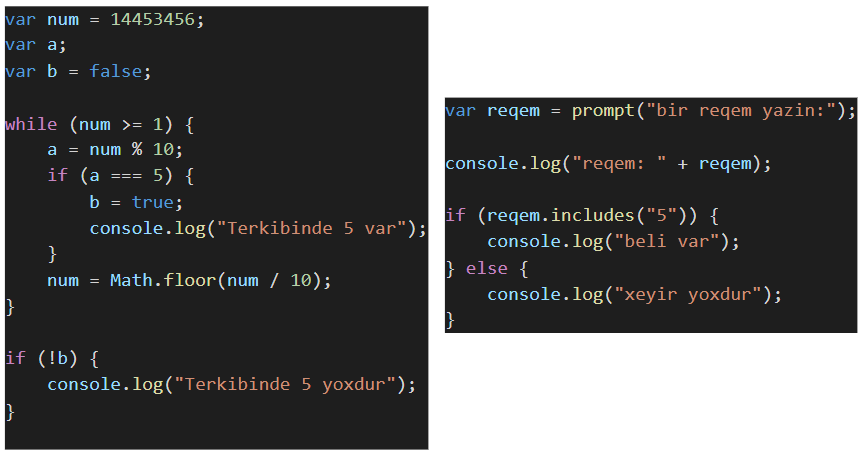 var num = 14453456;
var a;
var b = false;
while (num >= 1) {
    a = num % 10;
    if (a === 5) {
        b = true;
        console.log("Terkibinde 5 var");
    }
    num = Math.floor(num / 10);
}
if (!b) {
    console.log("Terkibinde 5 yoxdur");
}
var reqem = prompt("bir reqem yazin:");
console.log("reqem: " + reqem);
if (reqem.includes("5")) {
    console.log("beli var");
} else {
    console.log("xeyir yoxdur");
}